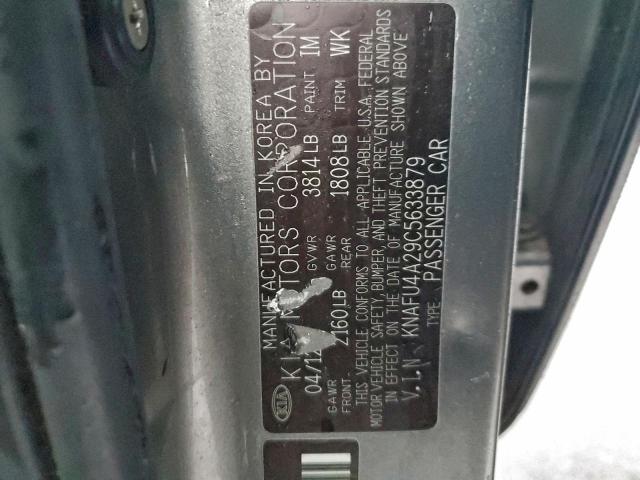 KIA
MANUFACTURED IN KOREA BY
KIA MOTORS CORPORATION
04/12 GVWR 3814LB PAINT IM
GAWR FRONT 2160LB GAWR REAR 1808LB TRIM WK
THIS VEHICLE CONFORMS TO ALL APPLICABLE U.S.A. FEDERAL
MOTOR VEHICLE SAFETY, BUMPER, AND THEFT PREVENTION STANDARDS
IN EFFECT ON THE DATE OF MANUFACTURE SHOWN ABOVE
V.I.N KNAFU4A29C5633879
TYPE PASSENGER CAR